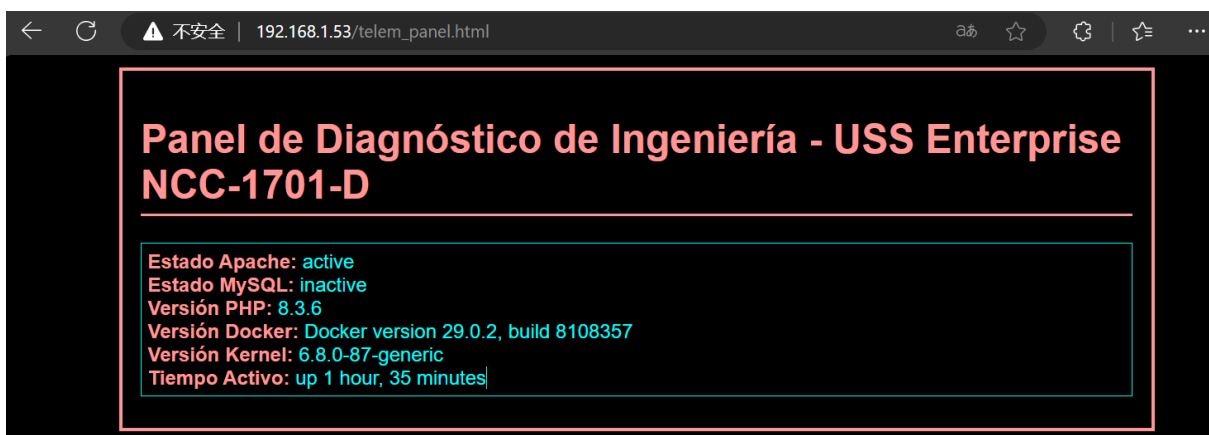 不安全 | 192.168.1.53/telem_panel.html
aあ
Panel de Diagnóstico de Ingeniería - USS Enterprise
NCC-1701-D
Estado Apache: active
Estado MySQL: inactive
Versión PHP: 8.3.6
Versión Docker: Docker version 29.0.2, build 8108357
Versión Kernel: 6.8.0-87-generic
Tiempo Activo: up 1 hour, 35 minutes